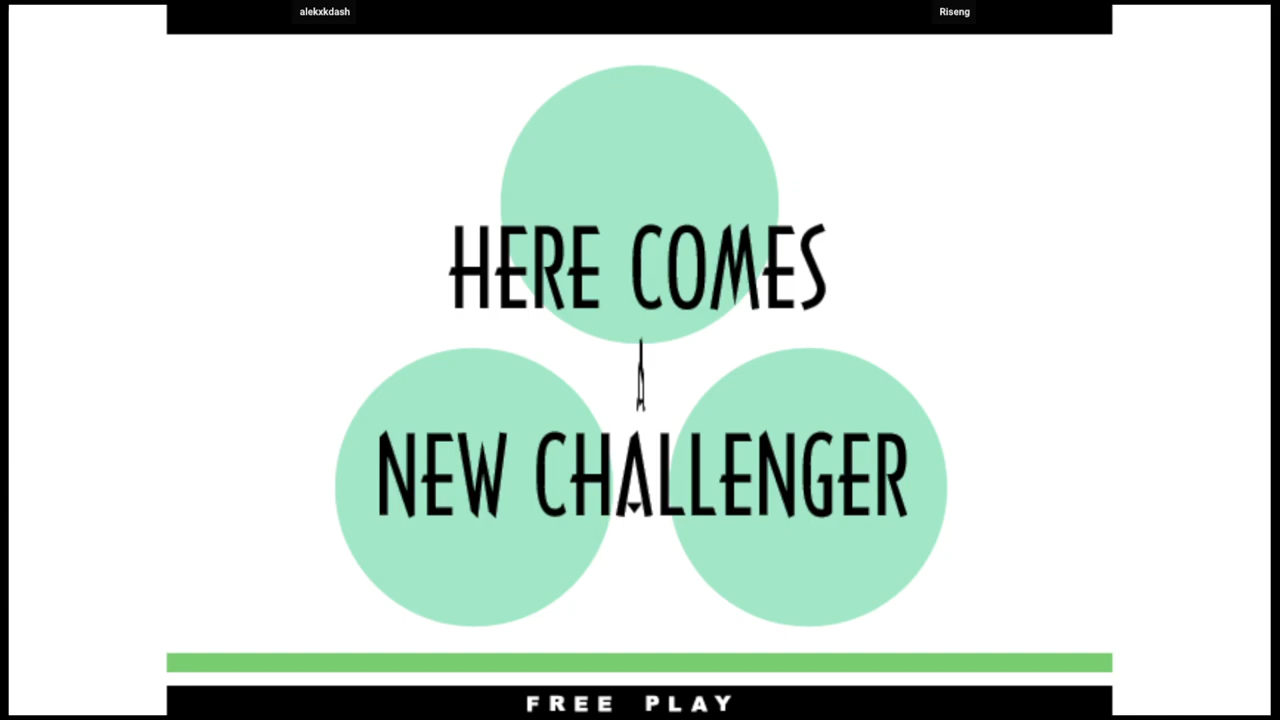 alekxkdash
Riseng
HERE COMES
A
NEW CHALLENGER
FREE PLAY